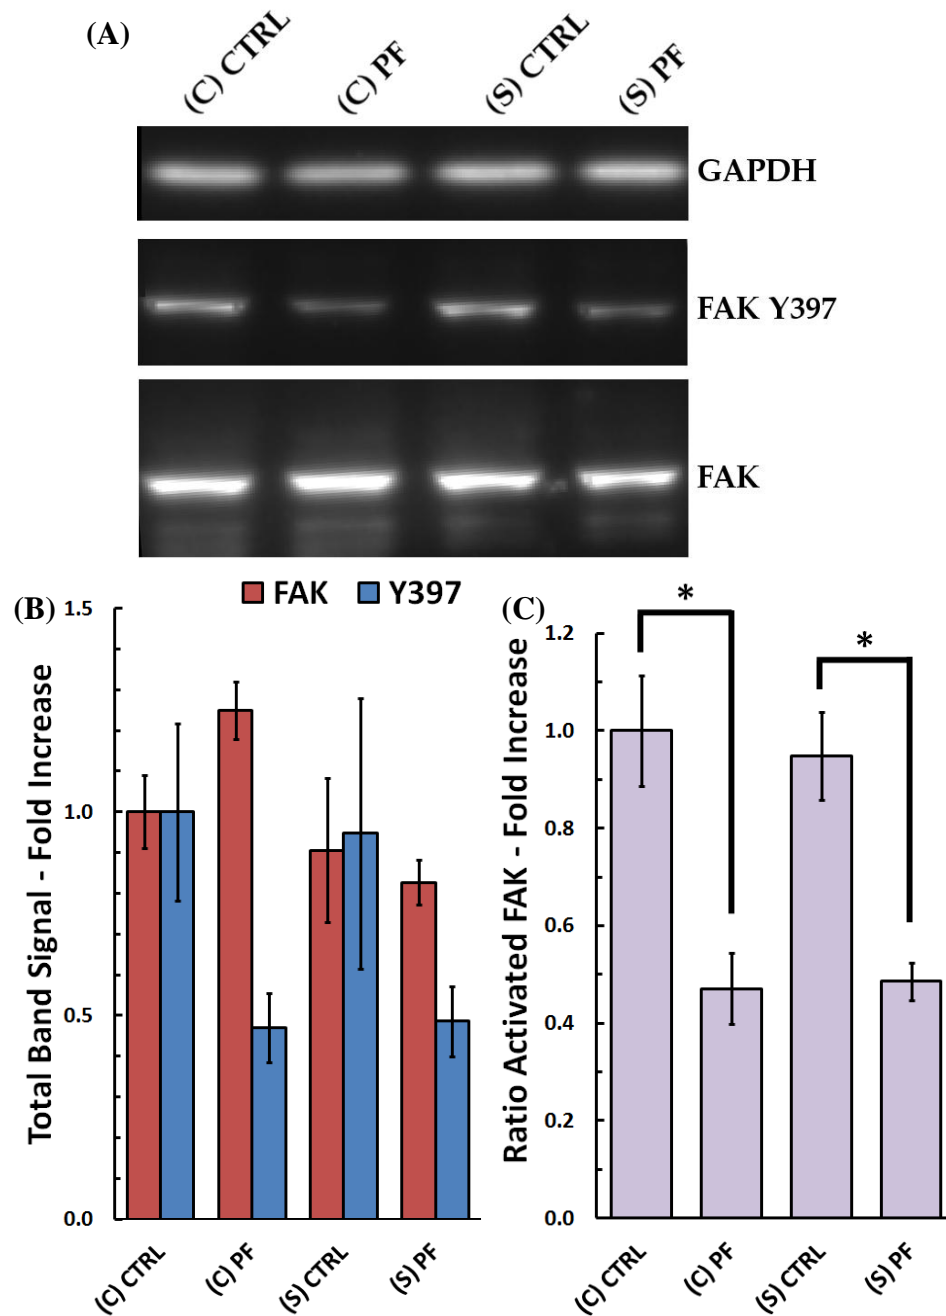 (A)
(C) CTRL
(C) PF
(S) CTRL
(S) PF
GAPDH
FAK Y397
FAK
(B)
FAK
Y397
Total Band Signal - Fold Increase
1.5
1.0
0.5
0.0
(C) CTRL
(C) PF
(S) CTRL
(S) PF
(C)
*
*
Ratio Activated FAK - Fold Increase
1.2
1.0
0.8
0.6
0.4
0.2
0.0
(C) CTRL
(C) PF
(S) CTRL
(S) PF